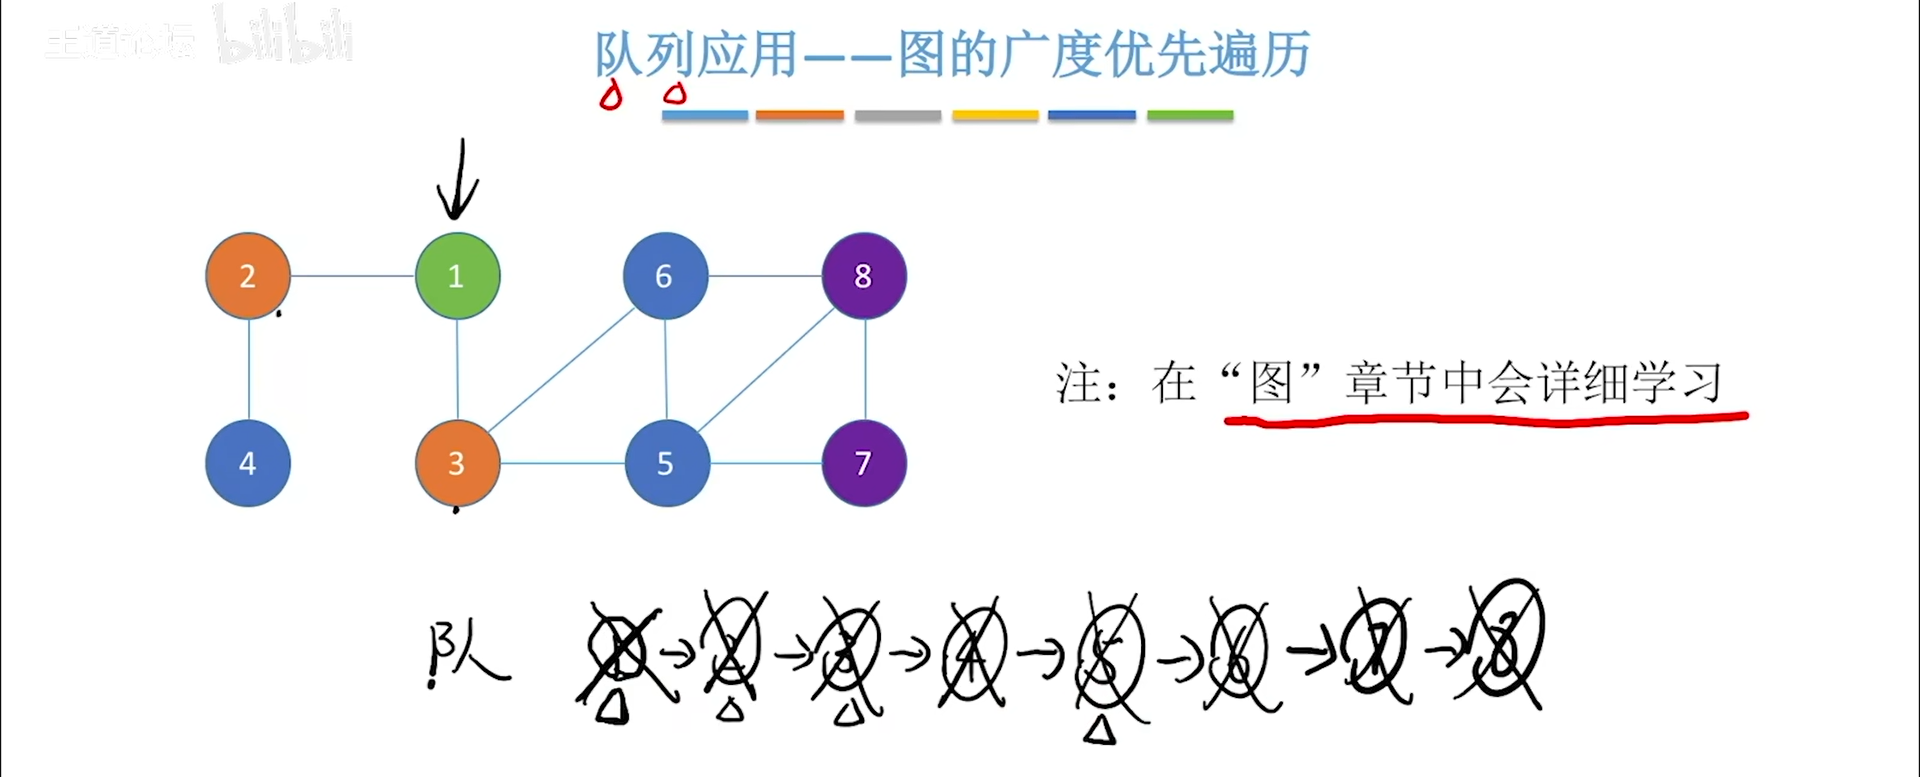 王道论坛 bilibili
队列应用——图的广度优先遍历
2 1 6 8
注：在“图”章节中会详细学习
4 3 5 7
队 1 → 2 → 3 → 4 → 5 → 6 → 7 → 8